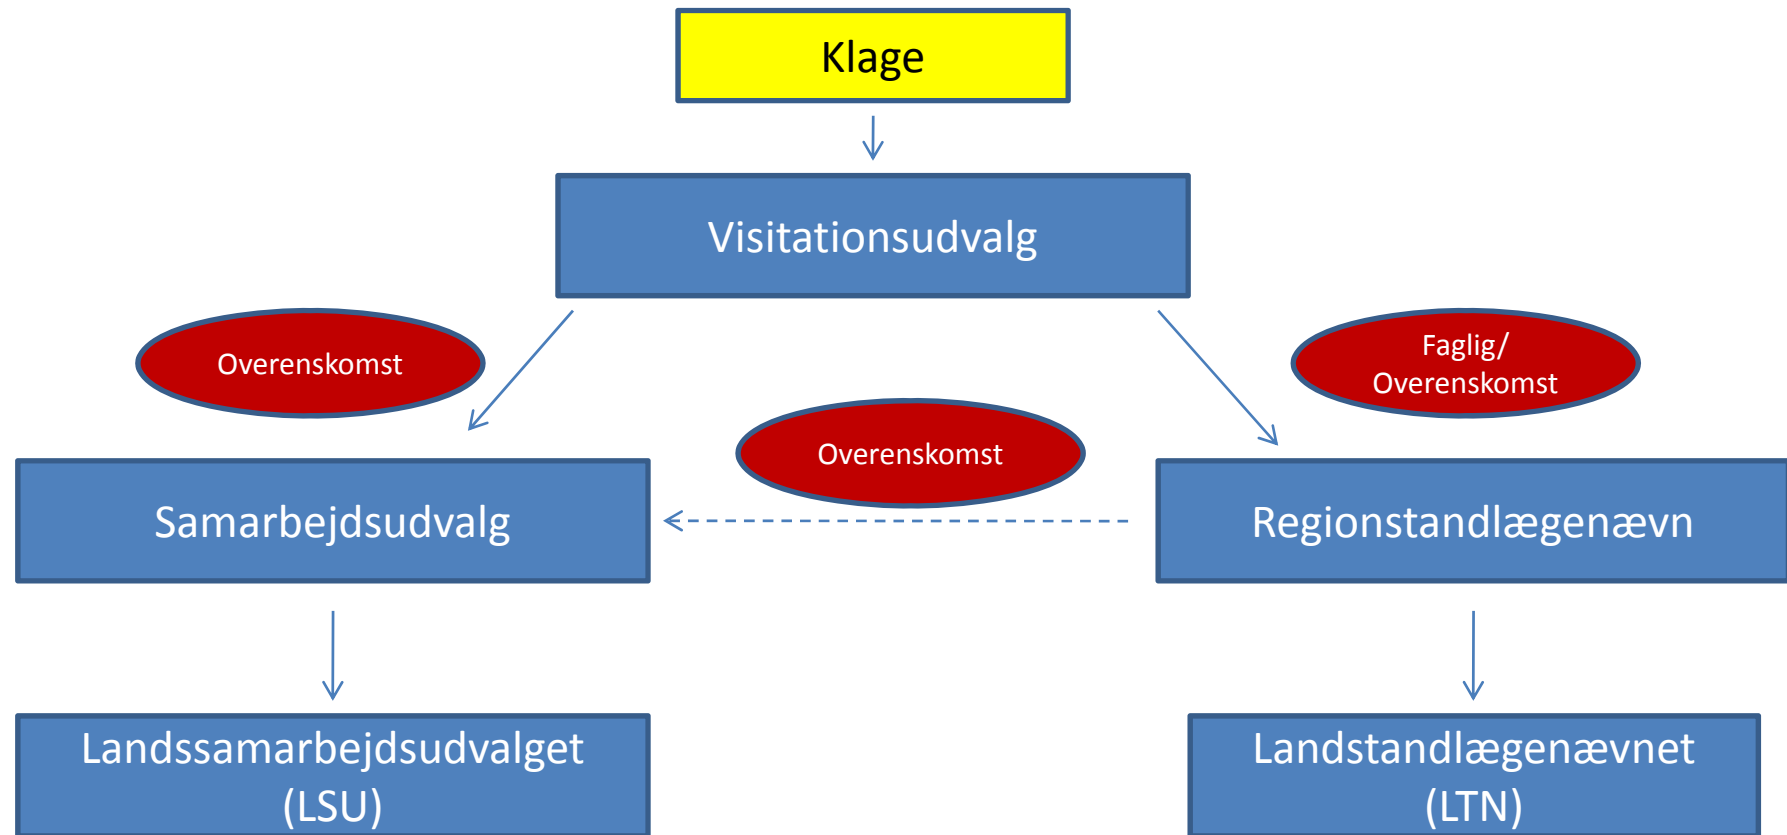 Klage
Visitationsudvalg
Overenskomst
Faglig/
Overenskomst
Overenskomst
Samarbejdsudvalg
Regionstandlægenævn
Landssamarbejdsudvalget
(LSU)
Landstandlægenævnet
(LTN)